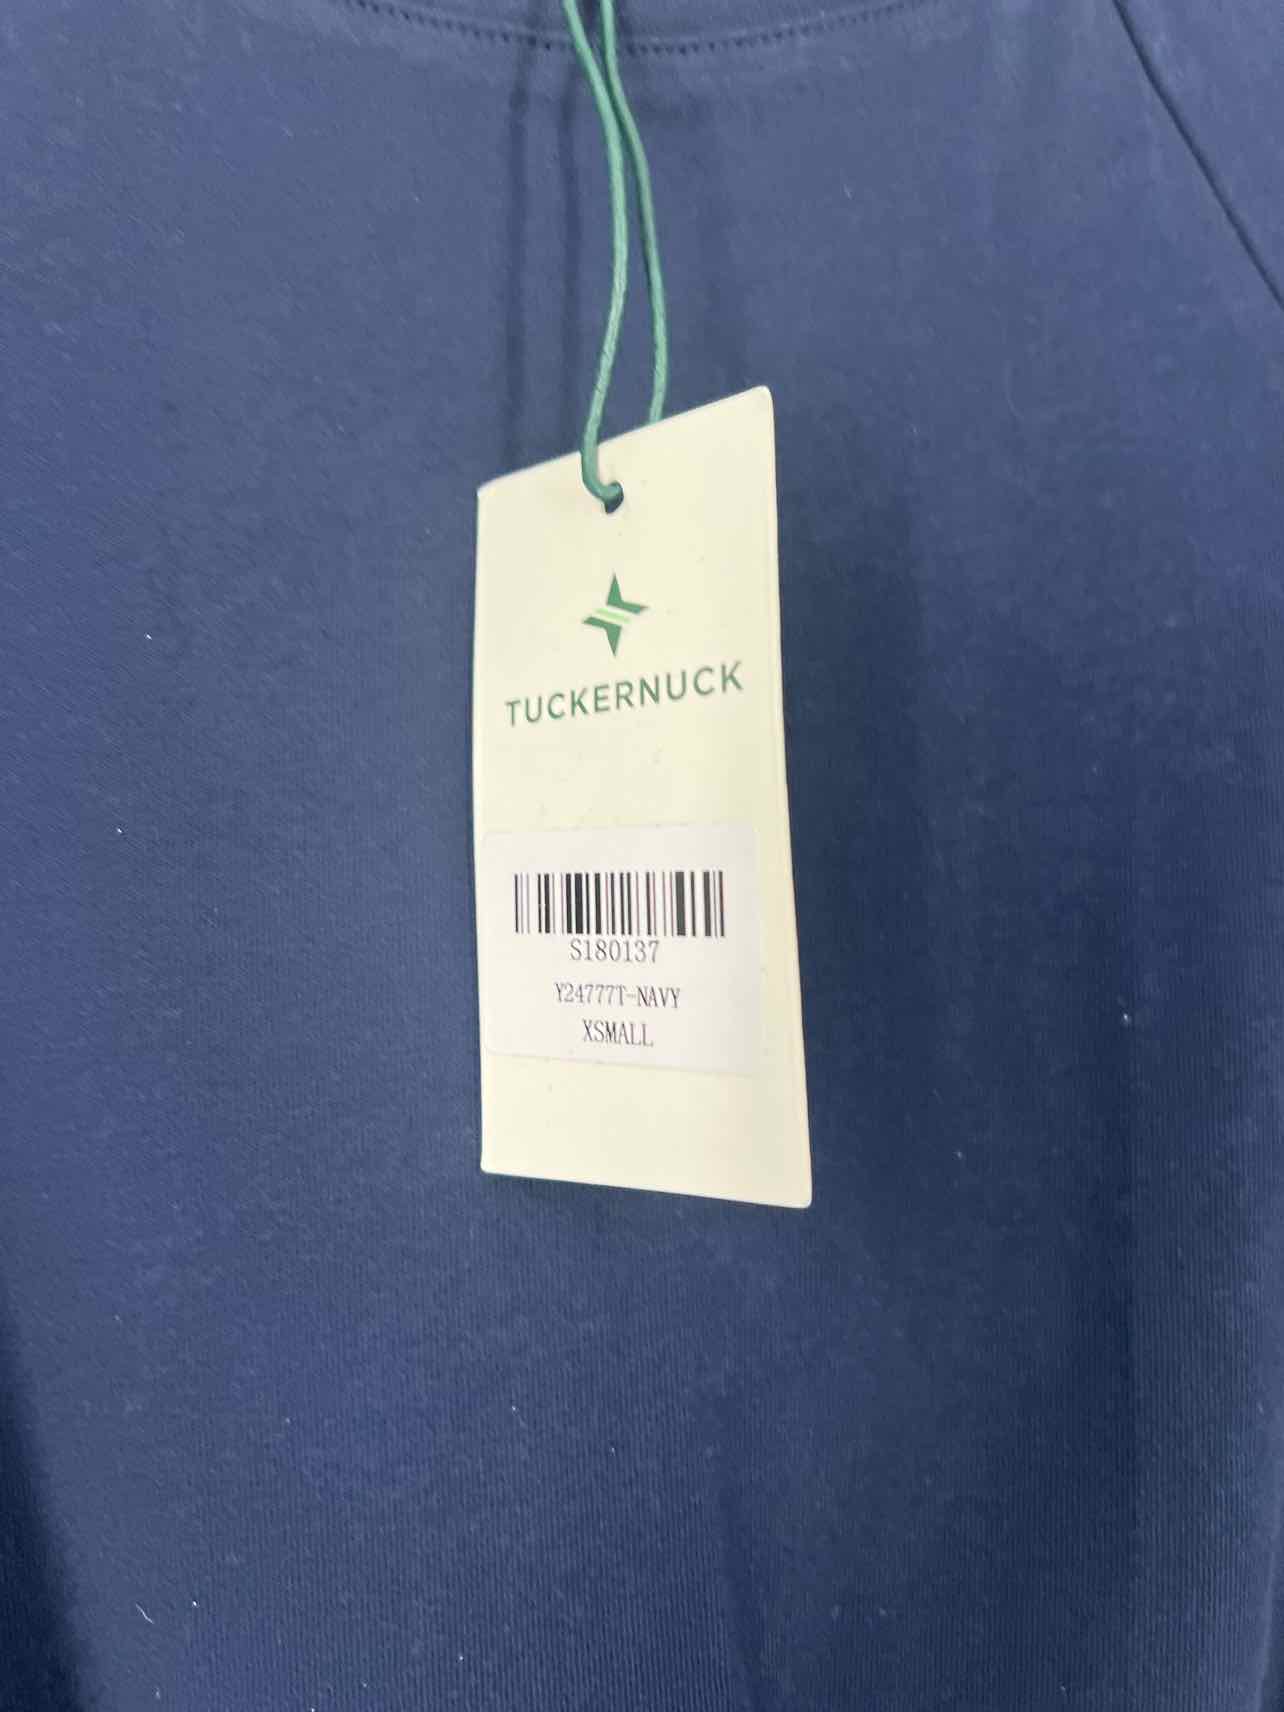 TUCKERNUCK
S180137
Y24777T-NAVY
XSMALL